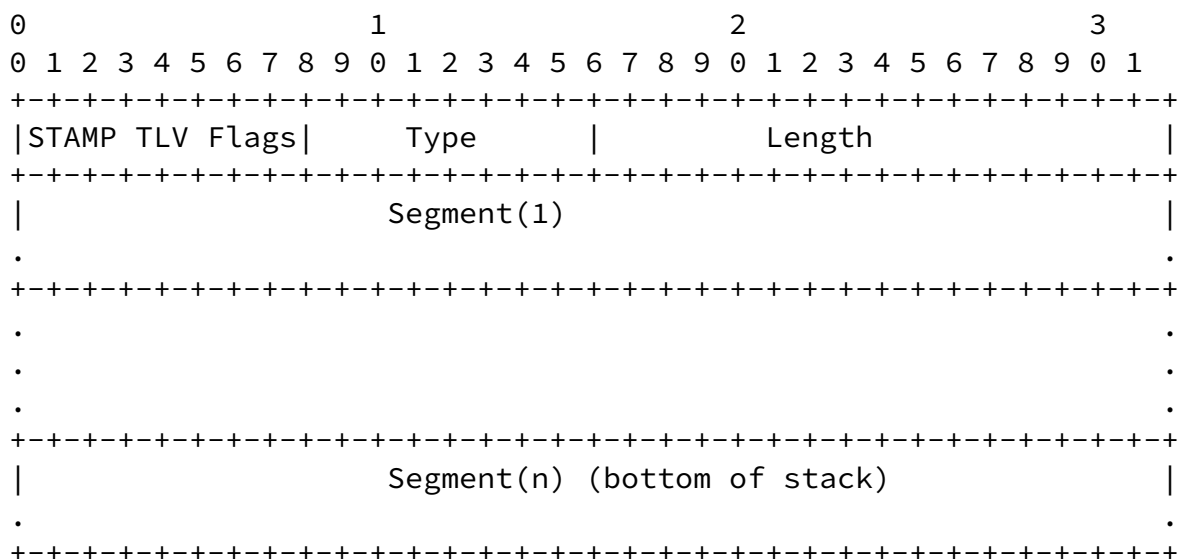 0                   1                   2                   3
0 1 2 3 4 5 6 7 8 9 0 1 2 3 4 5 6 7 8 9 0 1 2 3 4 5 6 7 8 9 0 1
+-+-+-+-+-+-+-+-+-+-+-+-+-+-+-+-+-+-+-+-+-+-+-+-+-+-+-+-+-+-+-+-+
|STAMP TLV Flags|     Type      |         Length                |
+-+-+-+-+-+-+-+-+-+-+-+-+-+-+-+-+-+-+-+-+-+-+-+-+-+-+-+-+-+-+-+-+
|                    Segment(1)                                 |
.                                                               .
+-+-+-+-+-+-+-+-+-+-+-+-+-+-+-+-+-+-+-+-+-+-+-+-+-+-+-+-+-+-+-+-+
.                                                               .
.                                                               .
.                                                               .
+-+-+-+-+-+-+-+-+-+-+-+-+-+-+-+-+-+-+-+-+-+-+-+-+-+-+-+-+-+-+-+-+
|                    Segment(n) (bottom of stack)               |
.                                                               .
+-+-+-+-+-+-+-+-+-+-+-+-+-+-+-+-+-+-+-+-+-+-+-+-+-+-+-+-+-+-+-+-+